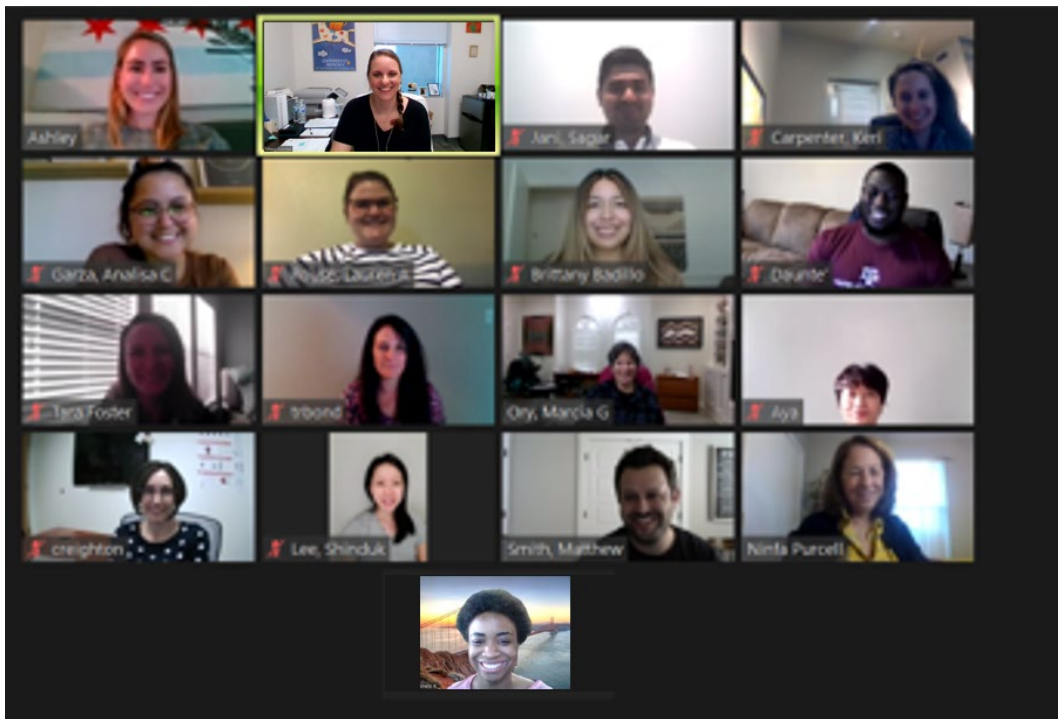 Ashley
Jani, Sagar
Carpenter, Keri
Garza, Analisa C
Lauren A
Brittany Badillo
Daunte'
Tara Foster
trbond
Ory, Marcia G
Aya
creighton
Lee, Shinduk
Smith, Matthew
Ninfa Purcell